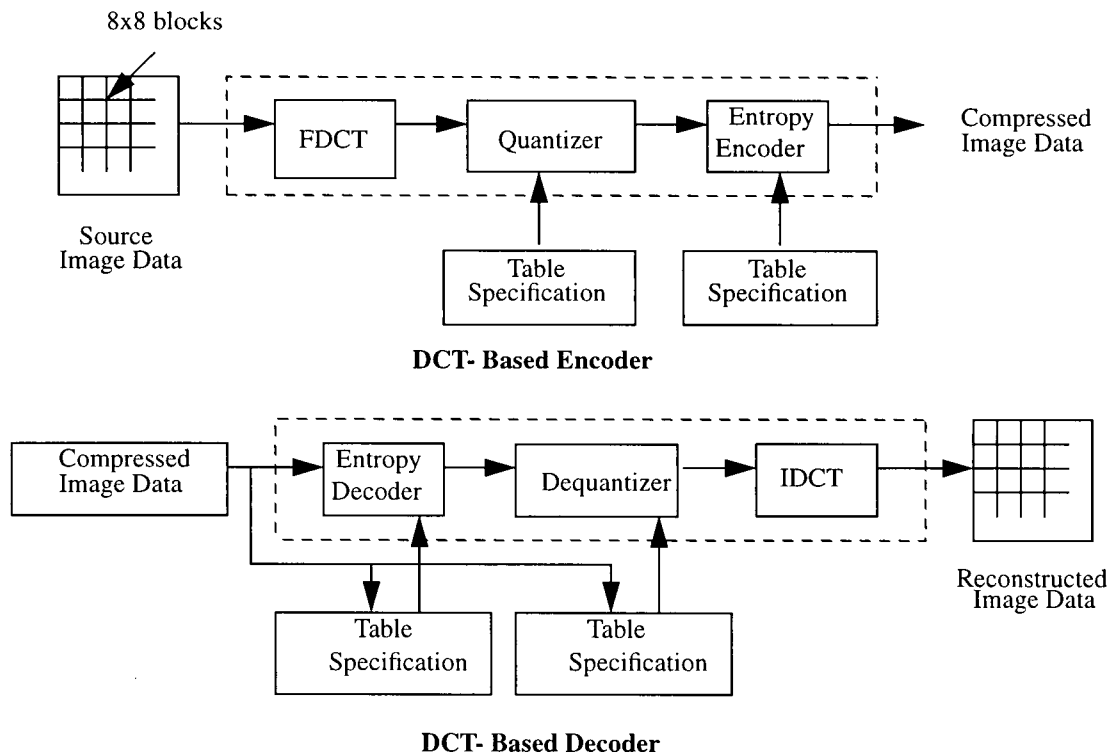 8x8 blocks
FDCT
Quantizer
Entropy
Encoder
Compressed
Image Data
Source
Image Data
Table
Specification
Table
Specification
DCT- Based Encoder
Compressed
Image Data
Entropy
Decoder
Dequantizer
IDCT
Reconstructed
Image Data
Table
Specification
Table
Specification
DCT- Based Decoder